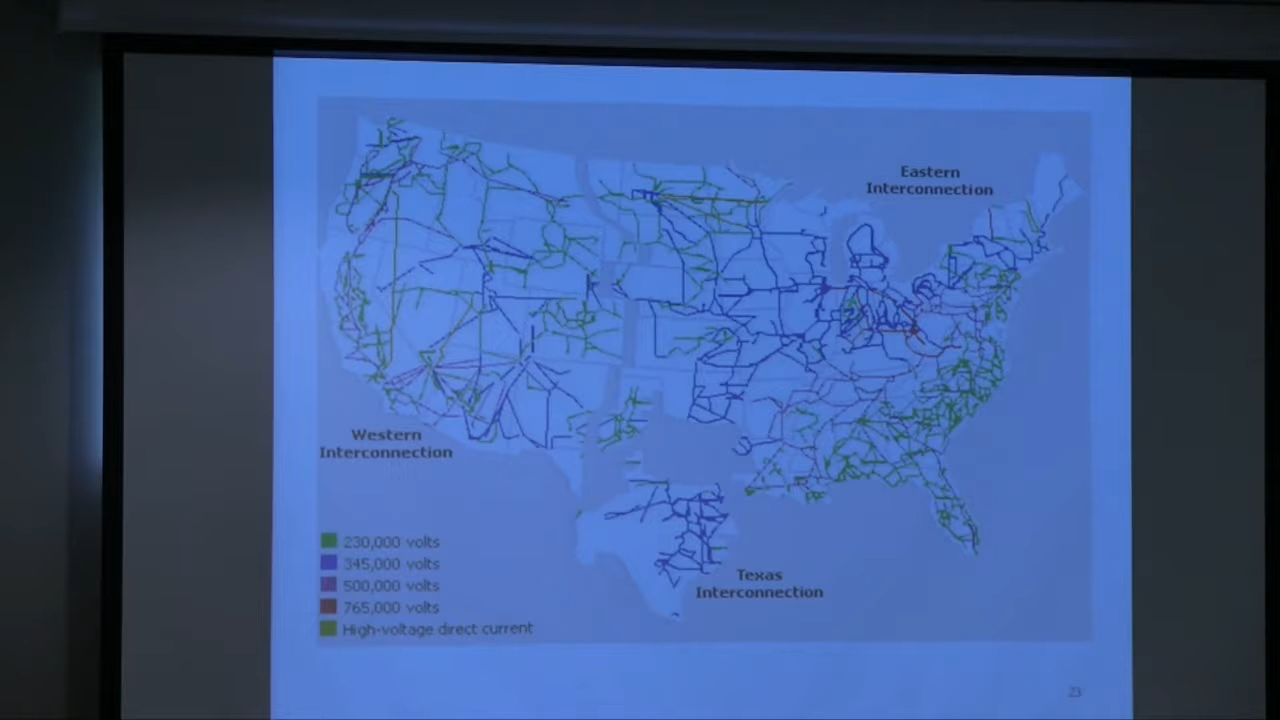 Eastern
Interconnection
Western
Interconnection
230,000 volts
345,000 volts
500,000 volts
765,000 volts
High-voltage direct current
Texas
Interconnection
23